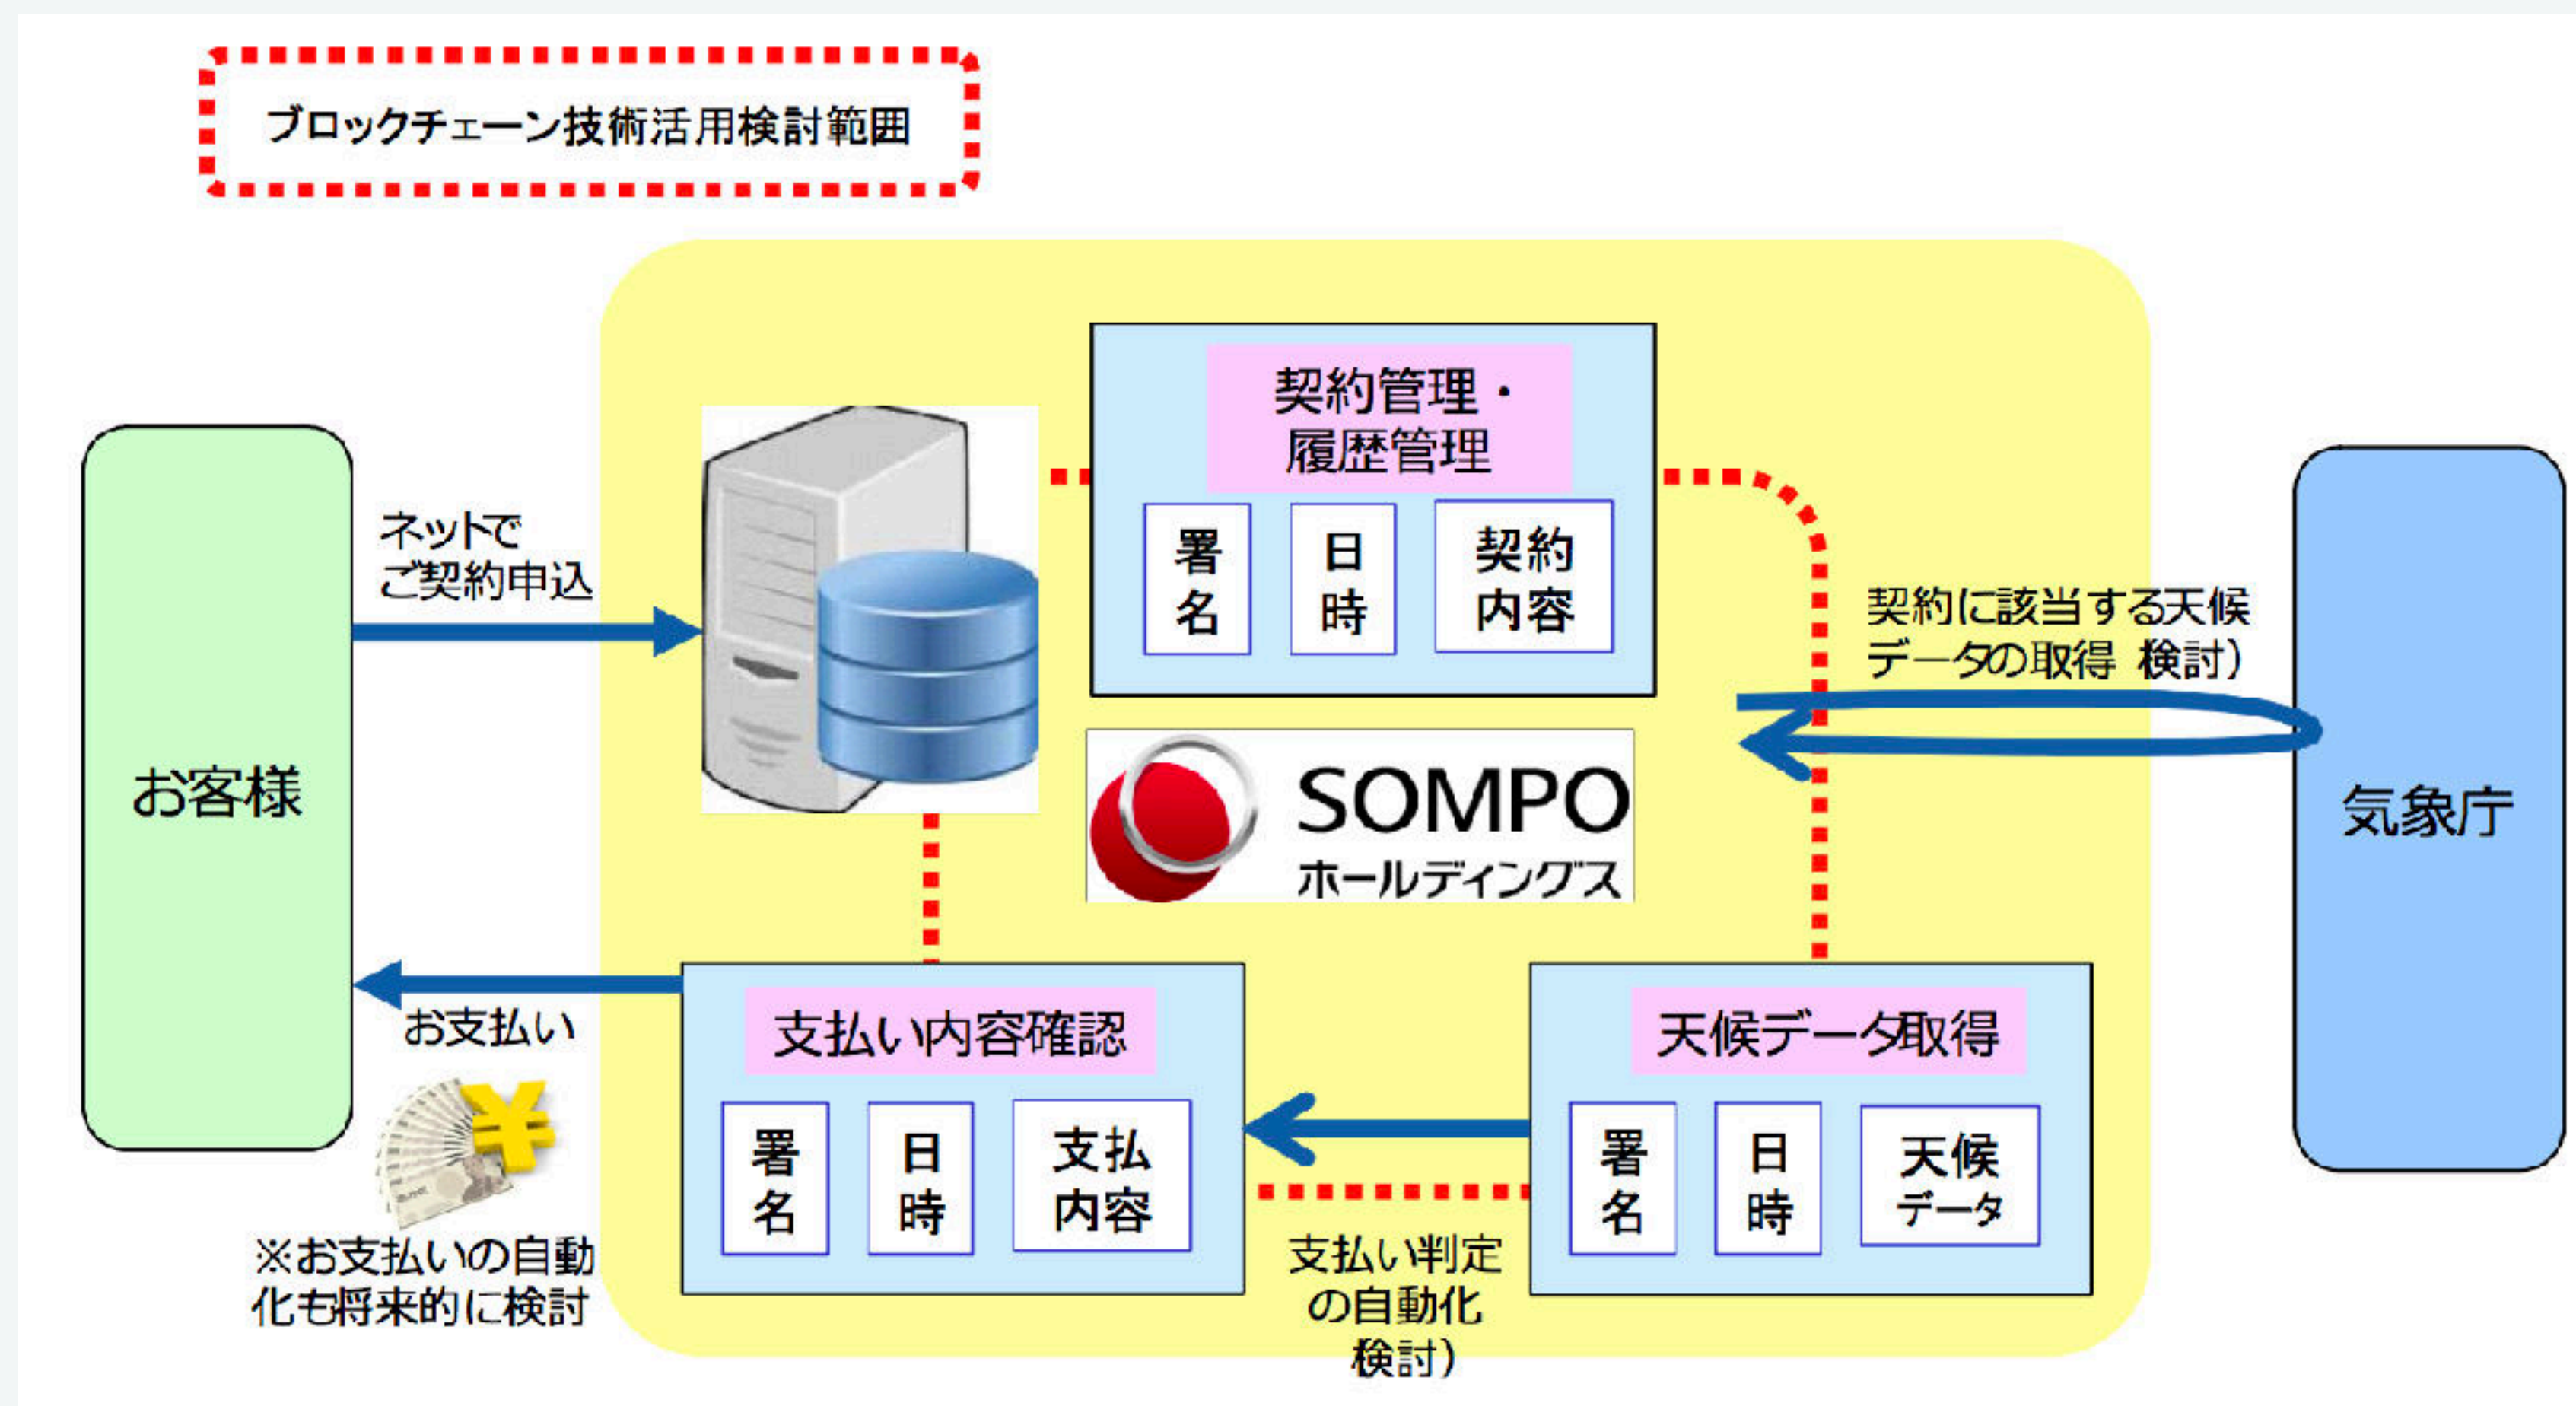 ブロックチェーン技術活用検討範囲
契約管理・
履歴管理
署
名
日
時
契約
内容
ネットで
ご契約申込
契約に該当する天候
データの取得 検討）
お客様
SOMPO
ホールディングス
気象庁
お支払い
支払い内容確認
署
名
日
時
支払
内容
天候データ取得
署
名
日
時
天候
データ
※お支払いの自動
化も将来的に検討
支払い判定
の自動化
検討）